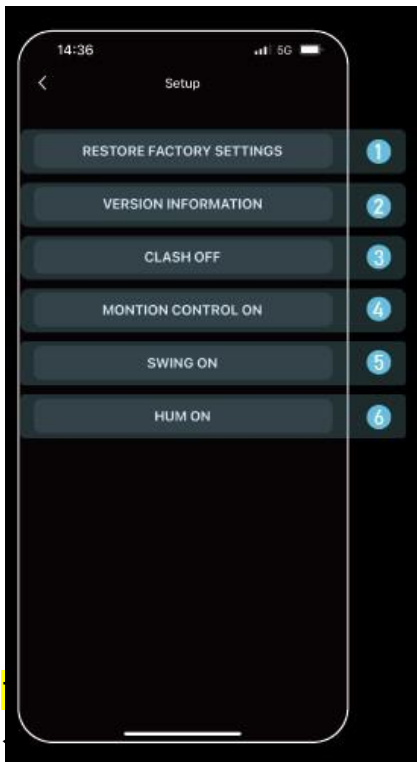 14:36 5G
Setup
RESTORE FACTORY SETTINGS 1
VERSION INFORMATION 2
CLASH OFF 3
MONTION CONTROL ON 4
SWING ON 5
HUM ON 6